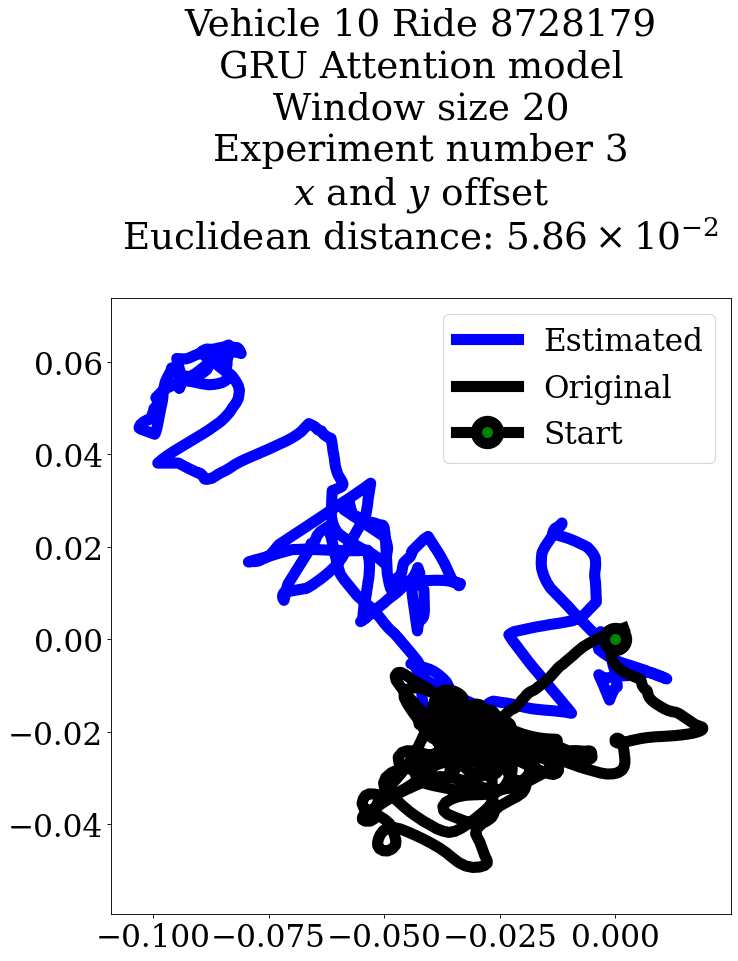 Vehicle 10 Ride 8728179
GRU Attention model
Window size 20
Experiment number 3
x and y offset
Euclidean distance: 5.86 × 10⁻²
Estimated
Original
Start
0.06
0.04
0.02
0.00
−0.02
−0.04
−0.100 −0.075 −0.050 −0.025 0.000